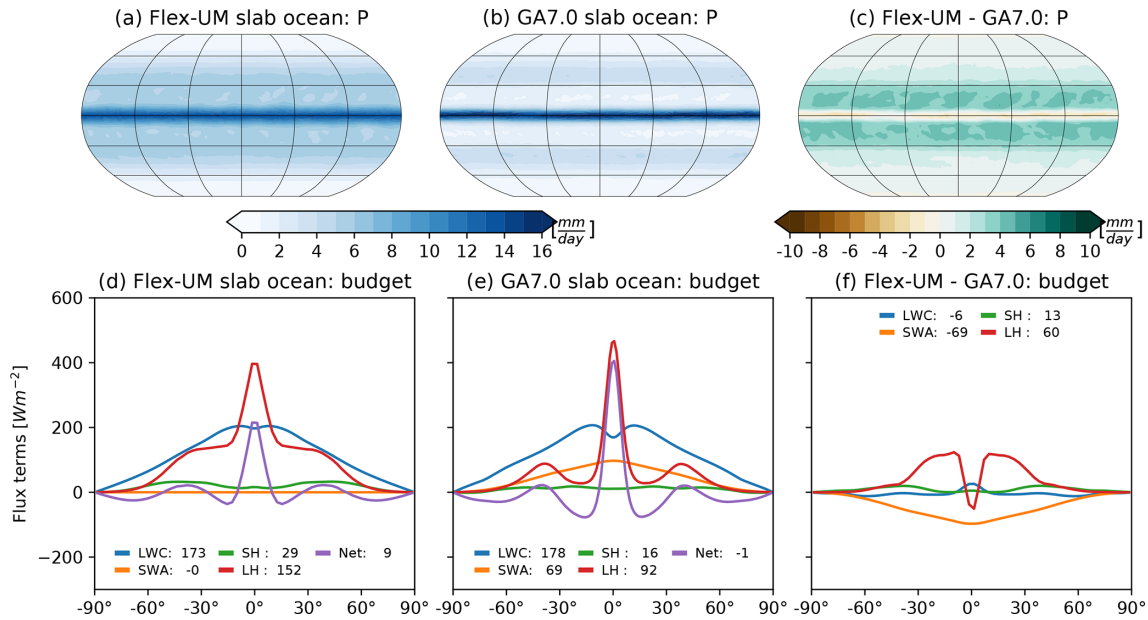 (a) Flex-UM slab ocean: P
(b) GA7.0 slab ocean: P
(c) Flex-UM - GA7.0: P
0 2 4 6 8 10 12 14 16
[mm/day]
-10 -8 -6 -4 -2 0 2 4 6 8 10
[mm/day]
(d) Flex-UM slab ocean: budget
(e) GA7.0 slab ocean: budget
(f) Flex-UM - GA7.0: budget
Flux terms [Wm⁻²]
600
400
200
0
−200
LWC: 173 SH : 29 Net: 9
SWA: -0 LH : 152
-90° -60° -30° 0° 30° 60° 90°
LWC: 178 SH : 16 Net: -1
SWA: 69 LH : 92
-90° -60° -30° 0° 30° 60° 90°
LWC: -6 SH : 13
SWA: -69 LH : 60
-90° -60° -30° 0° 30° 60° 90°